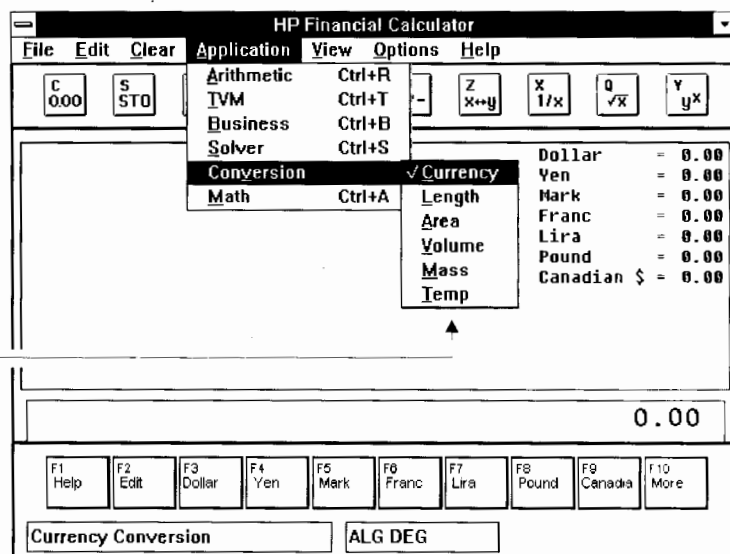 HP Financial Calculator
File Edit Clear Application View Options Help
C 0.00
S STO
Z x↔y
X 1/x
Q √x
Y yx
Arithmetic Ctrl+R
TVM Ctrl+T
Business Ctrl+B
Solver Ctrl+S
Conversion
Math Ctrl+A
✓ Currency
Length
Area
Volume
Mass
Temp
Dollar = 0.00
Yen = 0.00
Mark = 0.00
Franc = 0.00
Lira = 0.00
Pound = 0.00
Canadian $ = 0.00
0.00
F1 Help
F2 Edit
F3 Dollar
F4 Yen
F5 Mark
F6 Franc
F7 Lira
F8 Pound
F9 Canadia
F10 More
Currency Conversion
ALG DEG